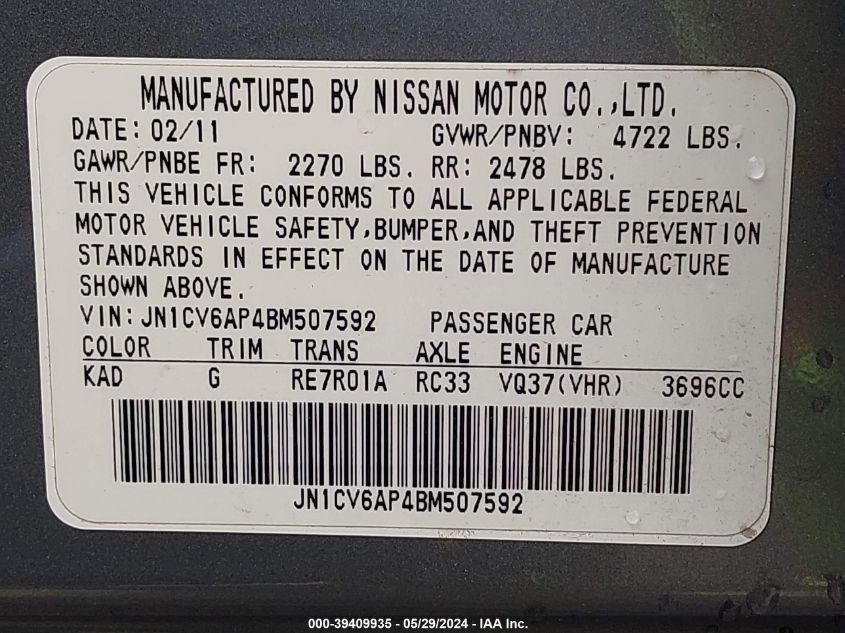 MANUFACTURED BY NISSAN MOTOR CO.,LTD.
DATE: 02/11 GVWR/PNBV: 4722 LBS.
GAWR/PNBE FR: 2270 LBS. RR: 2478 LBS.
THIS VEHICLE CONFORMS TO ALL APPLICABLE FEDERAL
MOTOR VEHICLE SAFETY,BUMPER,AND THEFT PREVENTION
STANDARDS IN EFFECT ON THE DATE OF MANUFACTURE
SHOWN ABOVE.
VIN: JN1CV6AP4BM507592 PASSENGER CAR
COLOR TRIM TRANS AXLE ENGINE
KAD G RE7R01A RC33 VQ37(VHR) 3696CC
JN1CV6AP4BM507592
000-39409935 - 05/29/2024 - IAA Inc.